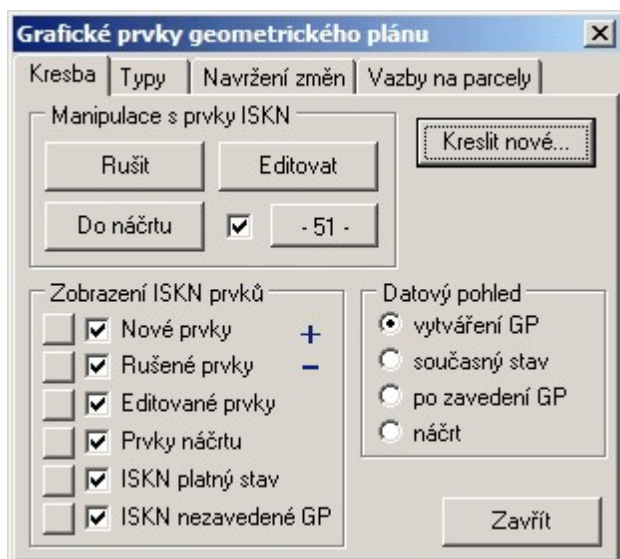 Grafické prvky geometrického plánu
Kresba Typy Navržení změn Vazby na parcely
Manipulace s prvky ISKN
Rušit Editovat
Kreslit nové...
Do náčrtu - 51 -
Zobrazení ISKN prvků
Nové prvky +
Rušené prvky −
Editované prvky
Prvky náčrtu
ISKN platný stav
ISKN nezavedené GP
Datový pohled
vytváření GP
současný stav
po zavedení GP
náčrt
Zavřít